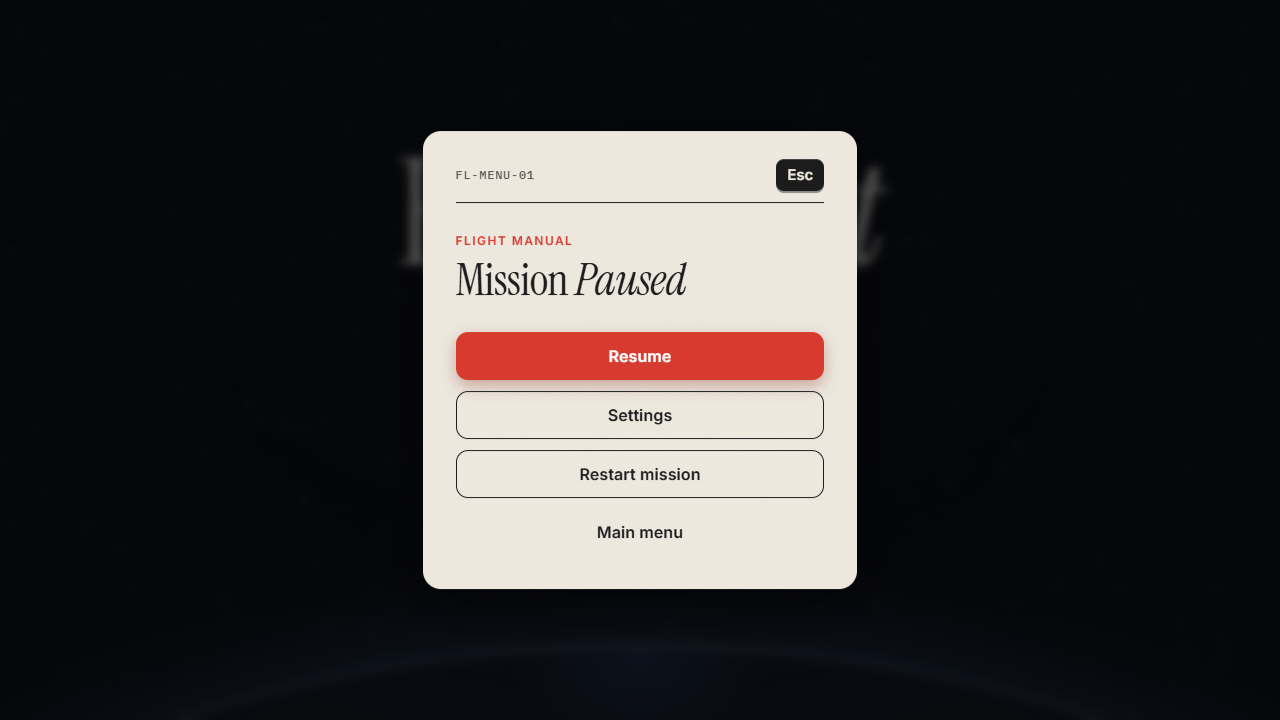 FL-MENU-01
Esc
FLIGHT MANUAL
Mission Paused
Resume
Settings
Restart mission
Main menu